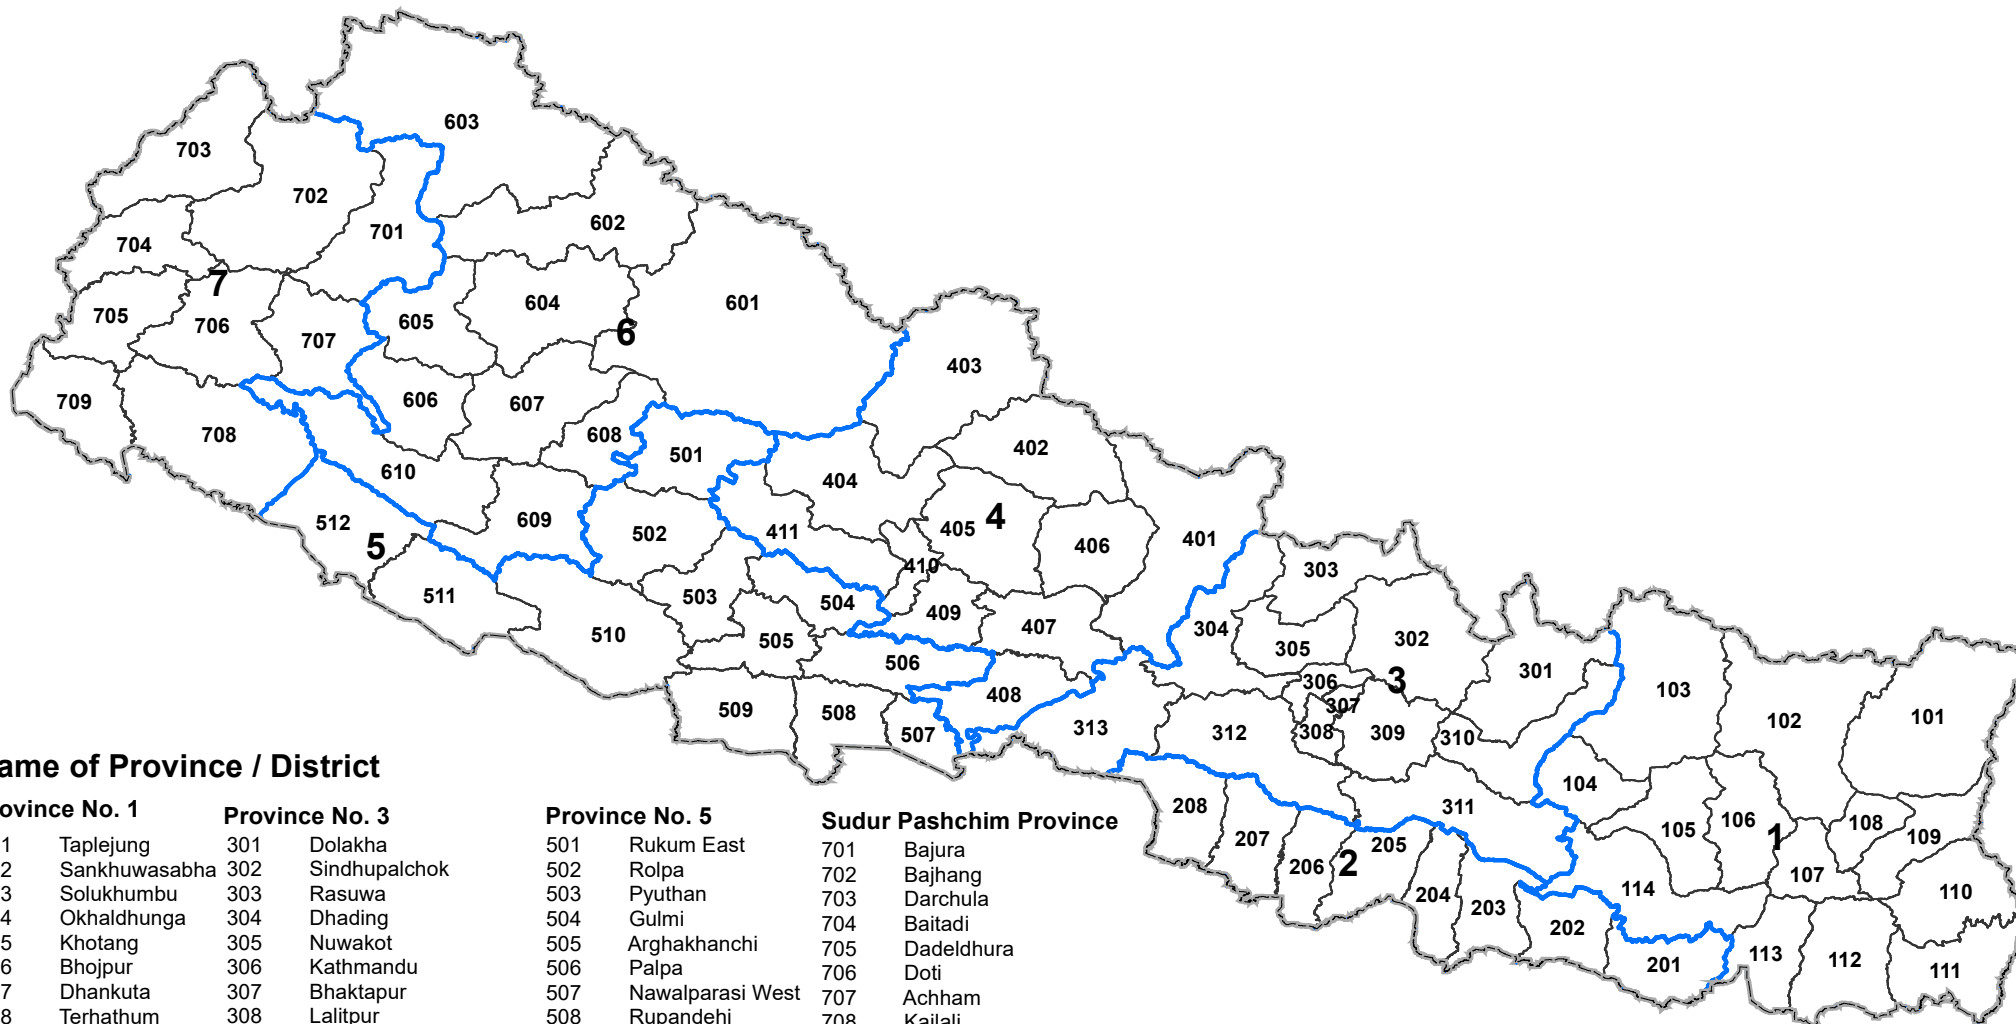 603
703
702
602
701
704
7
604
601
605
705
706
6
707
403
606
607
709
708
608
402
501
610
404
4
405
512
609
502
411
401
5
406
410
303
511
503
504
409
510
505
407
304
302
305
506
301
306
3
408
103
307
509
508
313
312
308
309
310
507
102
101
ame of Province / District
104
208
311
105
106
108
109
207
205
1
206
2
107
114
204
203
110
202
201
113
112
111
ovince No. 1
1 Taplejung
2 Sankhuwasabha
3 Solukhumbu
4 Okhaldhunga
5 Khotang
6 Bhojpur
7 Dhankuta
8 Terhathum
Province No. 3
301 Dolakha
302 Sindhupalchok
303 Rasuwa
304 Dhading
305 Nuwakot
306 Kathmandu
307 Bhaktapur
308 Lalitpur
Province No. 5
501 Rukum East
502 Rolpa
503 Pyuthan
504 Gulmi
505 Arghakhanchi
506 Palpa
507 Nawalparasi West
508 Rupandehi
Sudur Pashchim Province
701 Bajura
702 Bajhang
703 Darchula
704 Baitadi
705 Dadeldhura
706 Doti
707 Achham
708 Kailali